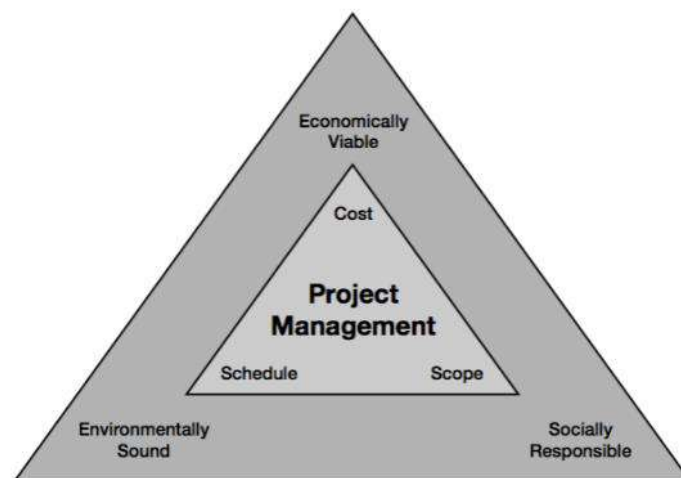 Economically
Viable
Cost
Project
Management
Schedule
Scope
Environmentally
Sound
Socially
Responsible